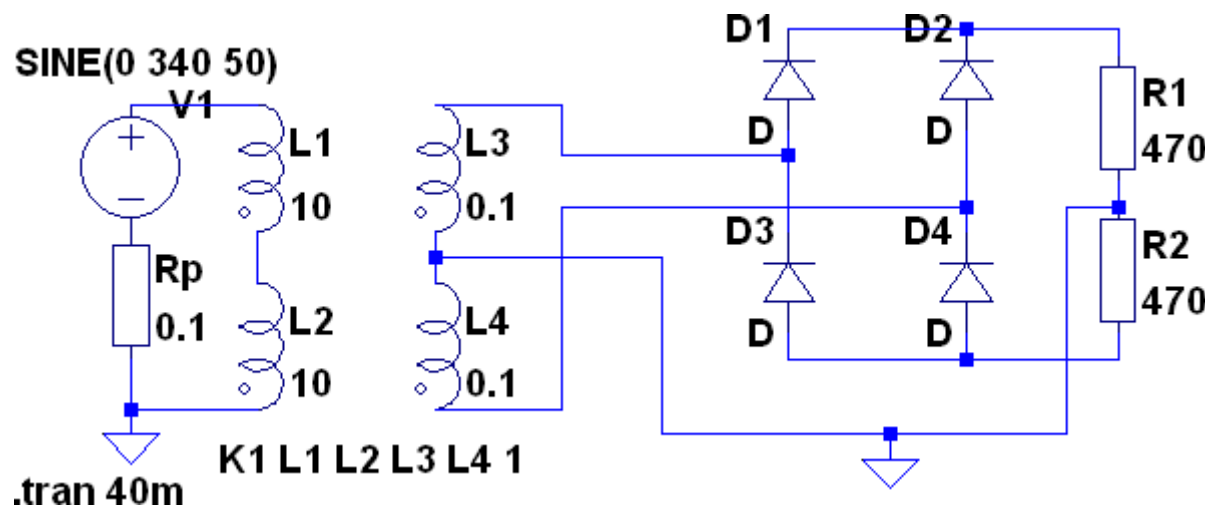 SINE(0 340 50)
V1
Rp
0.1
L1
10
L2
10
L3
0.1
L4
0.1
D1
D
D2
D
D3
D
D4
D
R1
470
R2
470
K1 L1 L2 L3 L4 1
.tran 40m